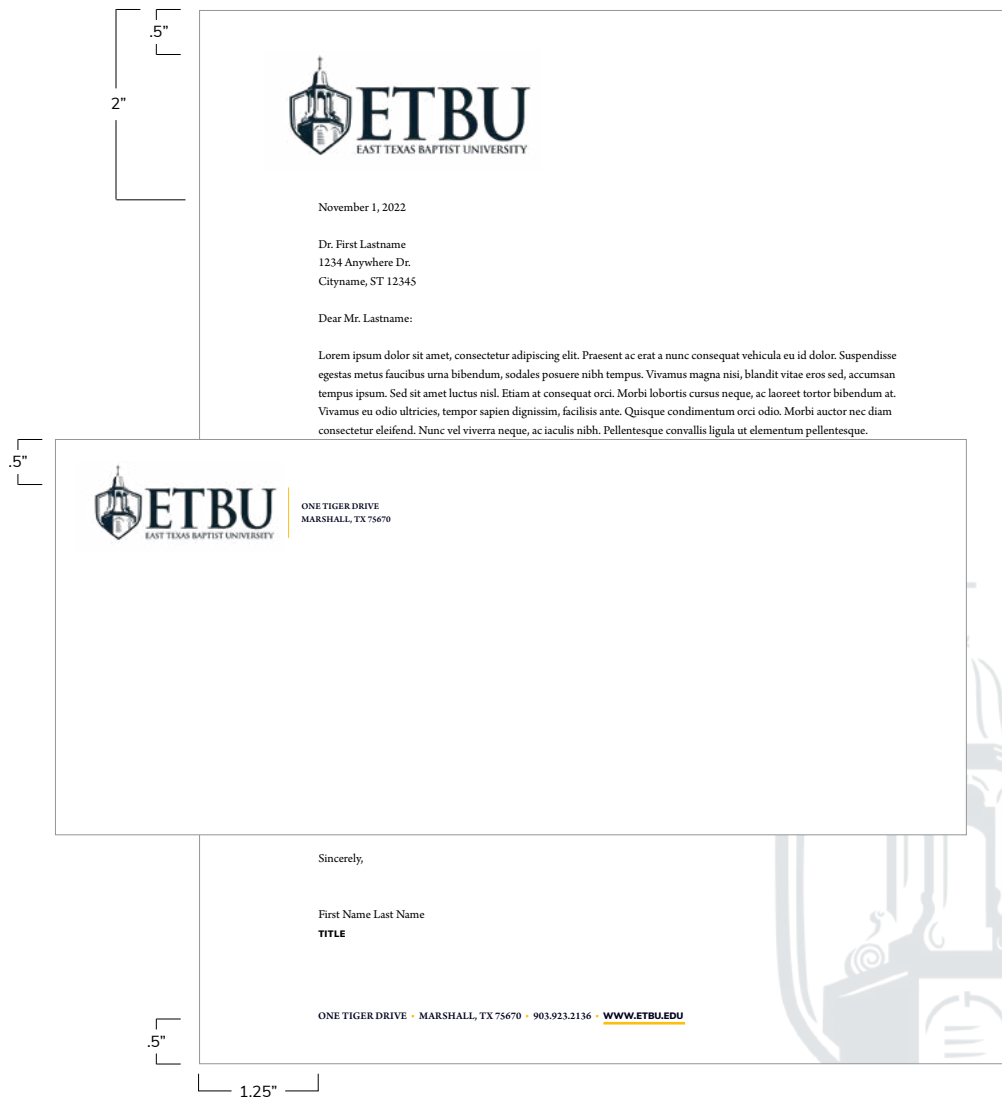 .5”
2”
ETBU
EAST TEXAS BAPTIST UNIVERSITY
November 1, 2022
Dr. First Lastname
1234 Anywhere Dr.
Cityname, ST 12345
Dear Mr. Lastname:
Lorem ipsum dolor sit amet, consectetur adipiscing elit. Praesent ac erat a nunc consequat vehicula eu id dolor. Suspendisse
egestas metus faucibus urna bibendum, sodales posuere nibh tempus. Vivamus magna nisi, blandit vitae eros sed, accumsan
tempus ipsum. Sed sit amet luctus nisl. Etiam at consequat orci. Morbi lobortis cursus neque, ac laoreet tortor bibendum at.
Vivamus eu odio ultricies, tempor sapien dignissim, facilisis ante. Quisque condimentum orci odio. Morbi auctor nec diam
consectetur eleifend. Nunc vel viverra neque, ac iaculis nibh. Pellentesque convallis ligula ut elementum pellentesque.
.5”
ETBU
EAST TEXAS BAPTIST UNIVERSITY
ONE TIGER DRIVE
MARSHALL, TX 75670
Sincerely,
First Name Last Name
TITLE
ONE TIGER DRIVE • MARSHALL, TX 75670 • 903.923.2136 • WWW.ETBU.EDU
.5”
1.25”